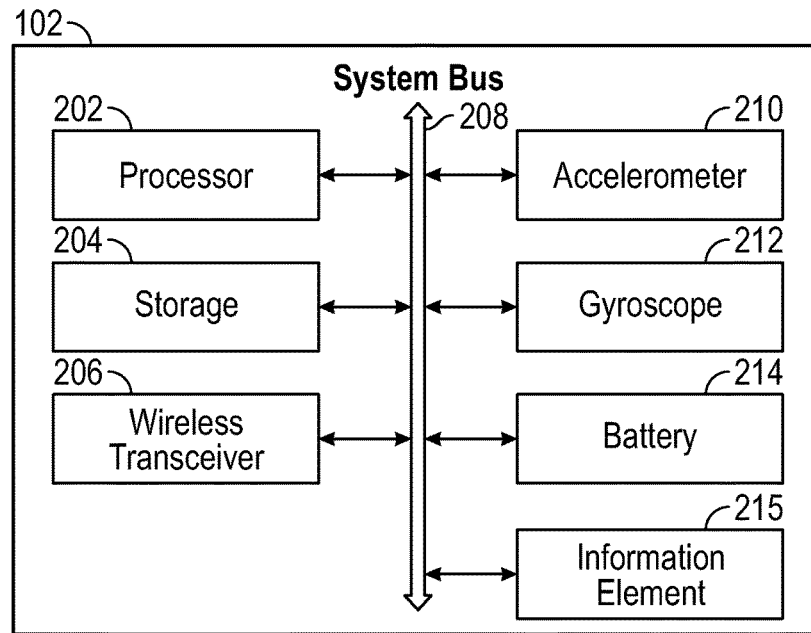 102
System Bus
208
202
Processor
210
Accelerometer
204
Storage
212
Gyroscope
206
Wireless
Transceiver
214
Battery
215
Information
Element